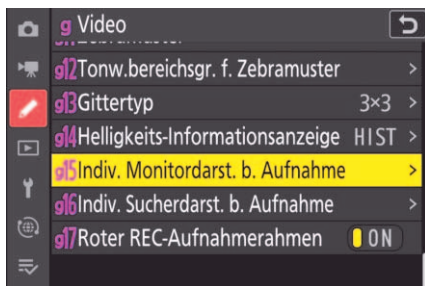 g Video
g12 Tonw.bereichsgr. f. Zebramuster >
g13 Gittertyp 3×3 >
g14 Helligkeits-Informationsanzeige HIST >
g15 Indiv. Monitordarst. b. Aufnahme >
g16 Indiv. Sucherdarst. b. Aufnahme >
g17 Roter REC-Aufnahmerahmen ON